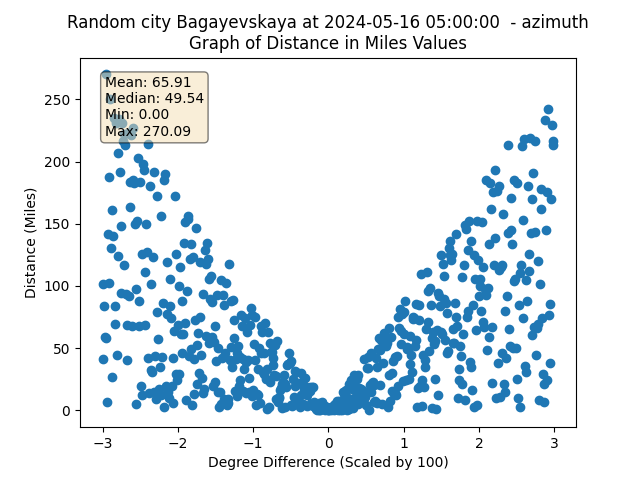 Random city Bagayevskaya at 2024-05-16 05:00:00  - azimuth
Graph of Distance in Miles Values
Mean: 65.91
Median: 49.54
Min: 0.00
Max: 270.09
250
200
150
100
50
0
Distance (Miles)
−3
−2
−1
0
1
2
3
Degree Difference (Scaled by 100)